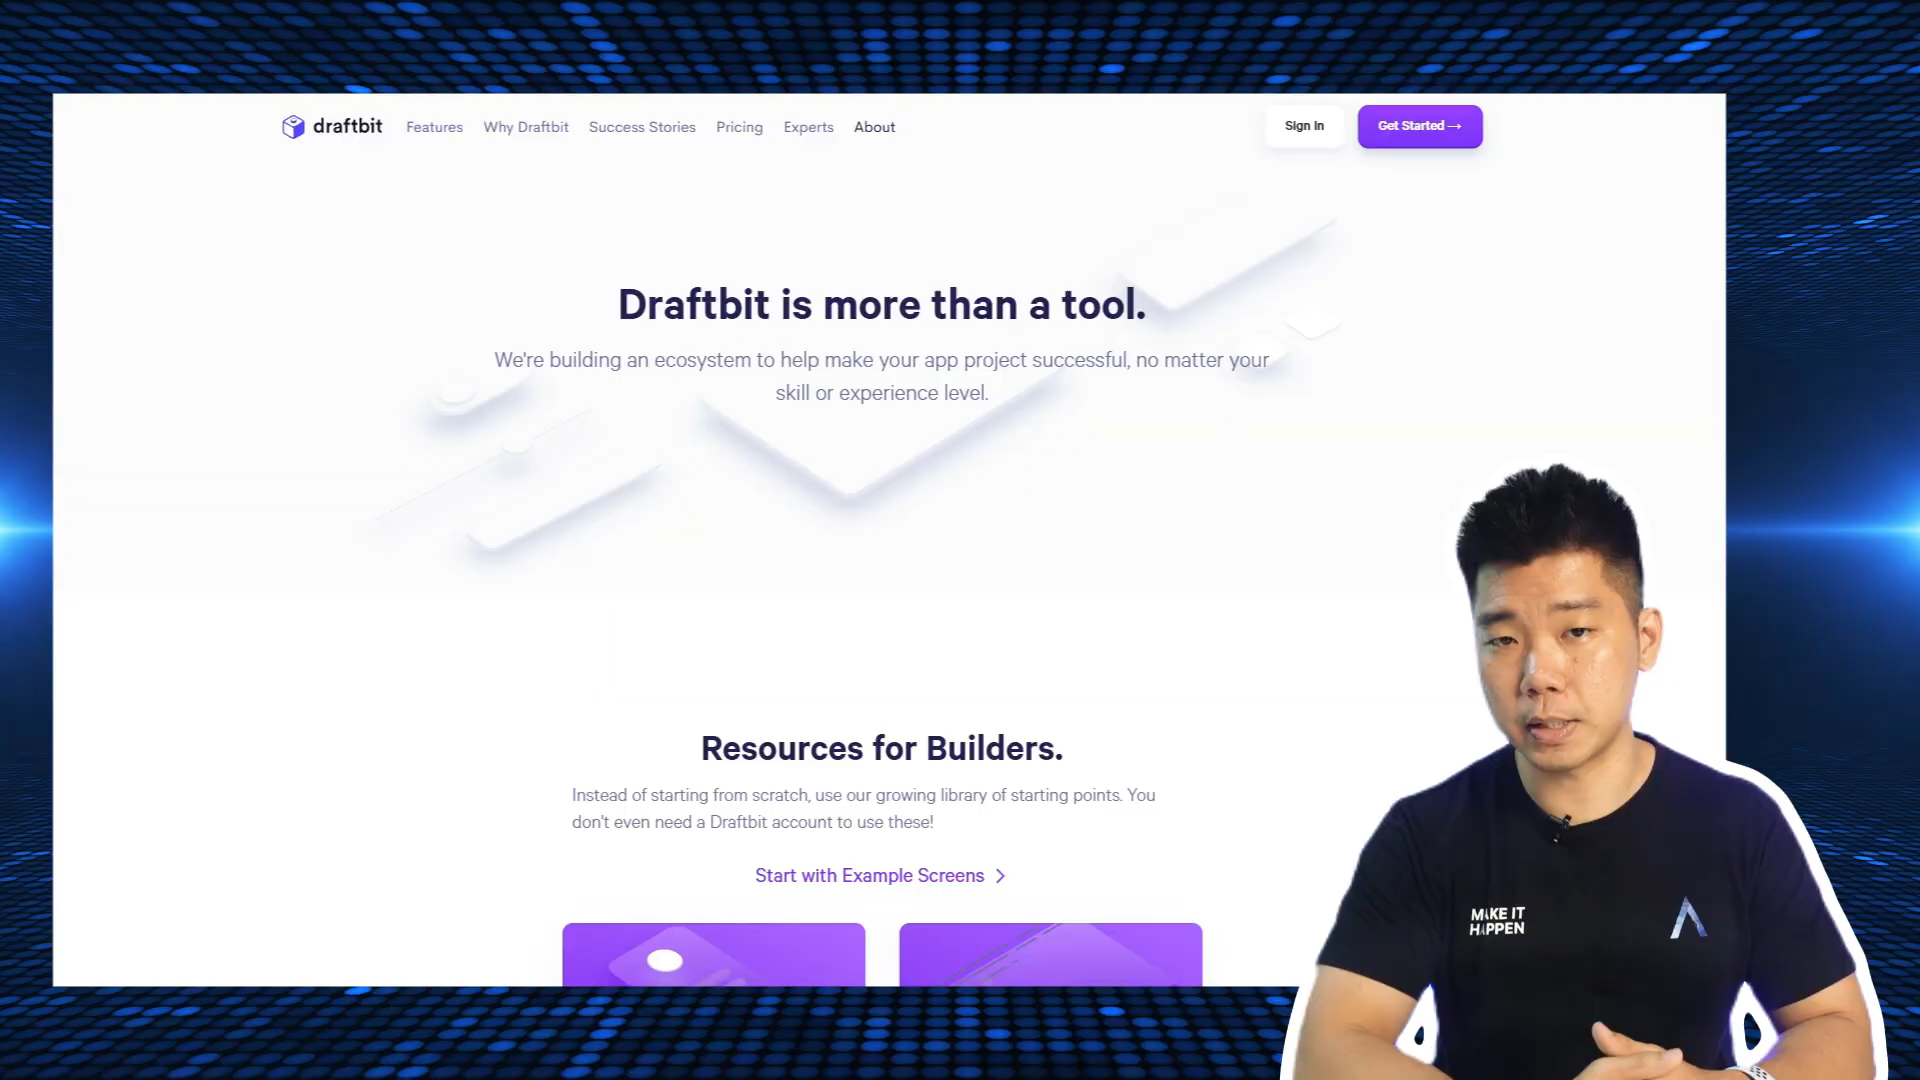 draftbit
Features
Why Draftbit
Success Stories
Pricing
Experts
About
Sign In
Get Started →
Draftbit is more than a tool.
We're building an ecosystem to help make your app project successful, no matter your
skill or experience level.
Resources for Builders.
Instead of starting from scratch, use our growing library of starting points. You
don't even need a Draftbit account to use these!
Start with Example Screens >
MAKE IT
HAPPEN